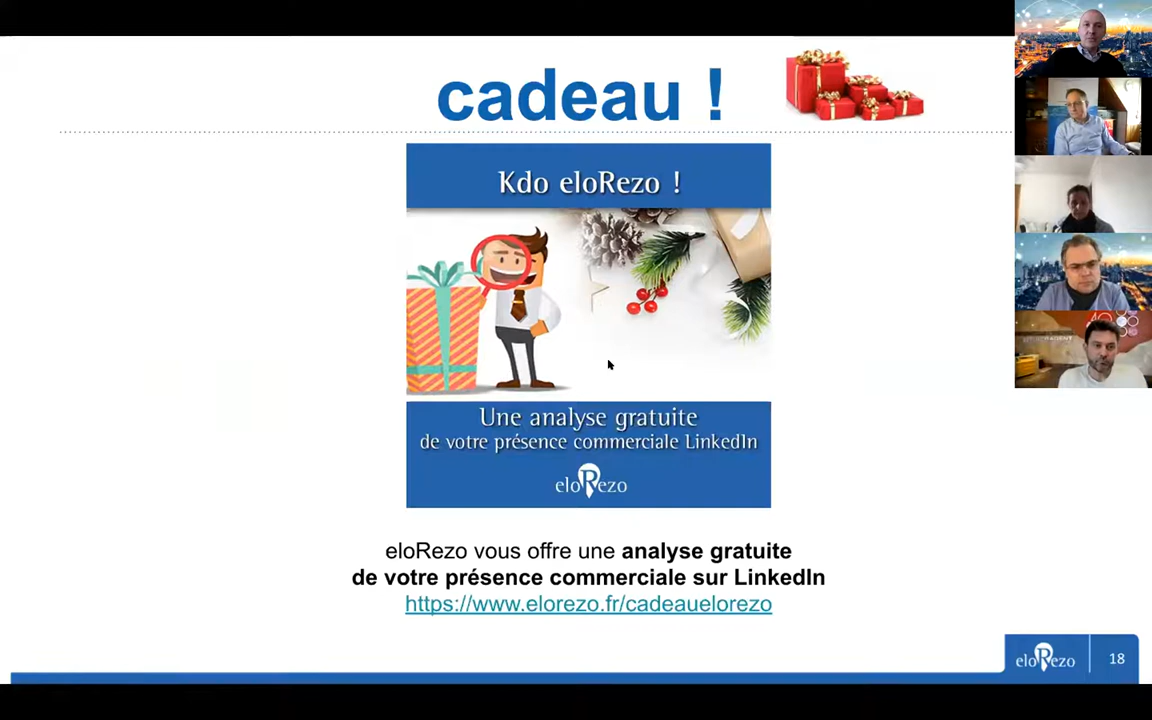 cadeau !
Kdo eloRezo !
Une analyse gratuite
de votre présence commerciale LinkedIn
eloRezo
eloRezo vous offre une analyse gratuite
de votre présence commerciale sur LinkedIn
https://www.elorezo.fr/cadeauelorezo
eloRezo
18